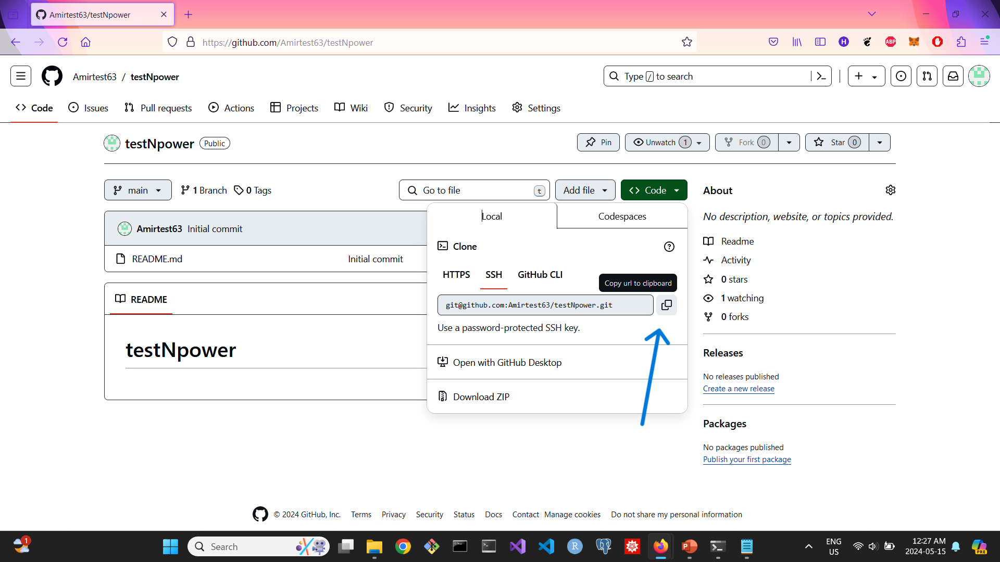 Amirtest63/testNpower
https://github.com/Amirtest63/testNpower
H
ABP
Amirtest63 / testNpower
Type / to search
Code Issues Pull requests Actions Projects Wiki Security Insights Settings
testNpower Public
Pin Unwatch 1 Fork 0 Star 0
main 1 Branch 0 Tags
Go to file t Add file Code
About
Local Codespaces
No description, website, or topics provided.
Amirtest63 Initial commit
Clone
Readme
README.md Initial commit
Activity
HTTPS SSH GitHub CLI
0 stars
Copy url to clipboard
README
1 watching
git@github.com:Amirtest63/testNpower.git
0 forks
Use a password-protected SSH key.
testNpower
Releases
Open with GitHub Desktop
No releases published
Create a new release
Download ZIP
Packages
No packages published
Publish your first package
© 2024 GitHub, Inc. Terms Privacy Security Status Docs Contact Manage cookies Do not share my personal information
1
Search
R
P
ENG
US
12:27 AM
2024-05-15
PRE